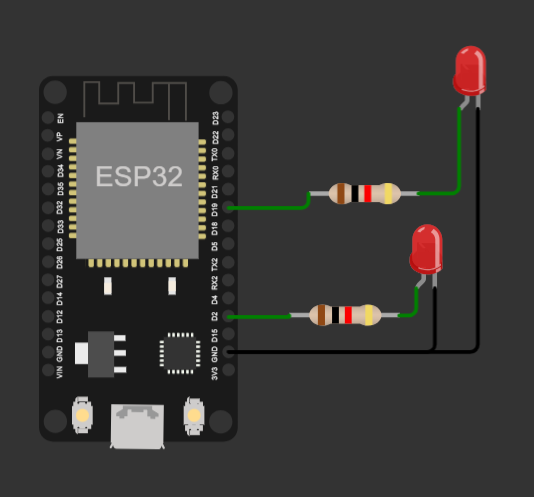 ESP32
EN
VP
VN
D34
D35
D32
D33
D25
D26
D27
D14
D12
D13
GND
VIN
D23
D22
TX0
RX0
D21
D19
D18
D5
TX2
RX2
D4
D2
D15
GND
3V3